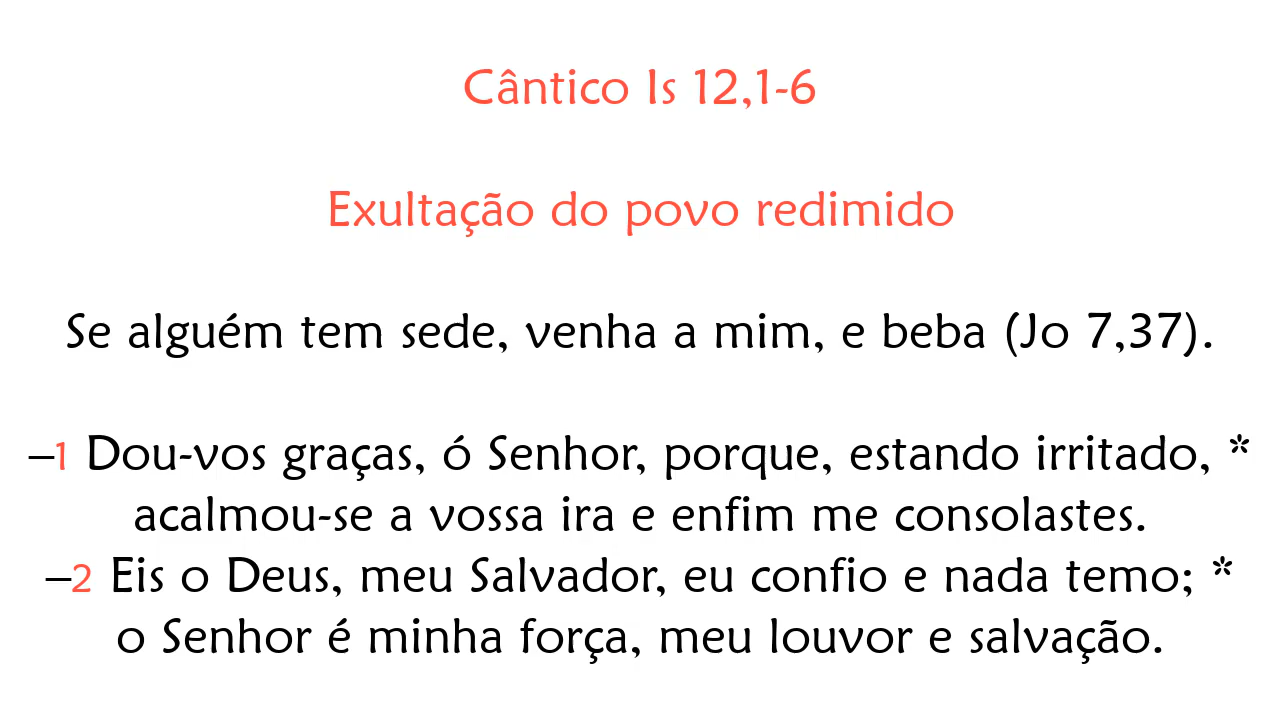 Cântico Is 12,1-6
Exultação do povo redimido
Se alguém tem sede, venha a mim, e beba (Jo 7,37).
–1 Dou-vos graças, ó Senhor, porque, estando irritado, *
acalmou-se a vossa ira e enfim me consolastes.
–2 Eis o Deus, meu Salvador, eu confio e nada temo; *
o Senhor é minha força, meu louvor e salvação.